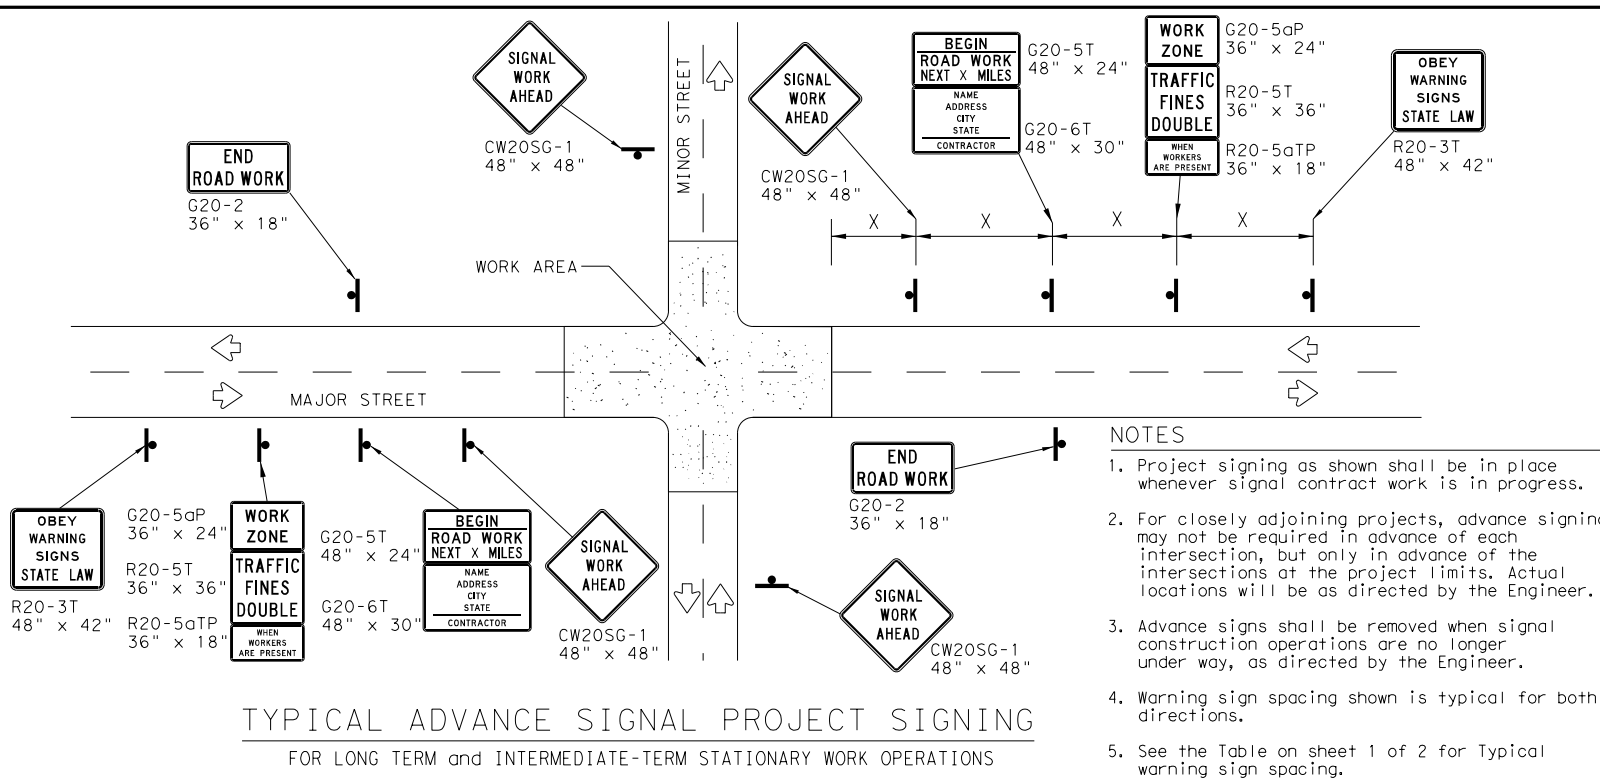 SIGNAL
WORK
AHEAD
CW20SG-1
48" x 48"
END
ROAD WORK
G20-2
36" x 18"
WORK AREA
MINOR STREET
SIGNAL
WORK
AHEAD
CW20SG-1
48" x 48"
BEGIN
ROAD WORK
NEXT X MILES
NAME
ADDRESS
CITY
STATE
CONTRACTOR
G20-5T
48" x 24"
G20-6T
48" x 30"
WORK
ZONE
TRAFFIC
FINES
DOUBLE
WHEN
WORKERS
ARE PRESENT
G20-5aP
36" x 24"
R20-5T
36" x 36"
R20-5aTP
36" x 18"
OBEY
WARNING
SIGNS
STATE LAW
R20-3T
48" x 42"
X X X X
MAJOR STREET
OBEY
WARNING
SIGNS
STATE LAW
R20-3T
48" x 42"
G20-5aP
36" x 24"
R20-5T
36" x 36"
R20-5aTP
36" x 18"
WORK
ZONE
TRAFFIC
FINES
DOUBLE
WHEN
WORKERS
ARE PRESENT
G20-5T
48" x 24"
G20-6T
48" x 30"
BEGIN
ROAD WORK
NEXT X MILES
NAME
ADDRESS
CITY
STATE
CONTRACTOR
SIGNAL
WORK
AHEAD
CW20SG-1
48" x 48"
END
ROAD WORK
G20-2
36" x 18"
SIGNAL
WORK
AHEAD
CW20SG-1
48" x 48"
TYPICAL ADVANCE SIGNAL PROJECT SIGNING
FOR LONG TERM and INTERMEDIATE-TERM STATIONARY WORK OPERATIONS
NOTES
1. Project signing as shown shall be in place
whenever signal contract work is in progress.
2. For closely adjoining projects, advance signing
may not be required in advance of each
intersection, but only in advance of the
intersections at the project limits. Actual
locations will be as directed by the Engineer.
3. Advance signs shall be removed when signal
construction operations are no longer
under way, as directed by the Engineer.
4. Warning sign spacing shown is typical for both
directions.
5. See the Table on sheet 1 of 2 for Typical
warning sign spacing.